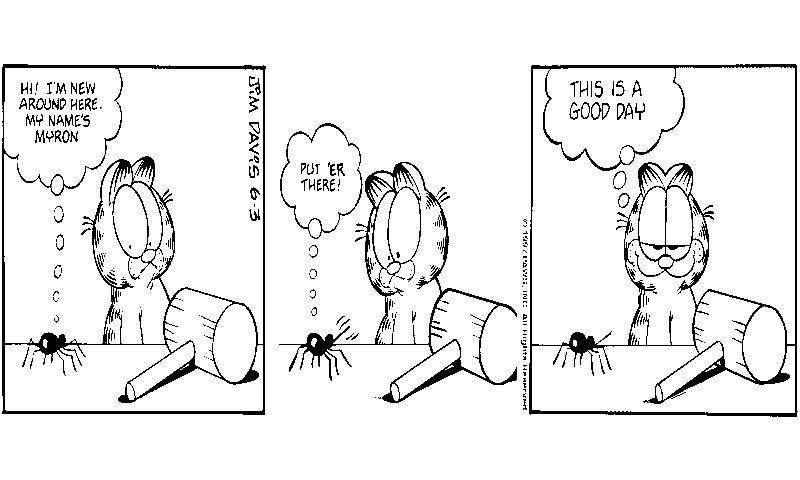 HI! I'M NEW
AROUND HERE.
MY NAME'S
MYRON
JIM DAVIS 6-3
PUT 'ER
THERE!
THIS IS A
GOOD DAY